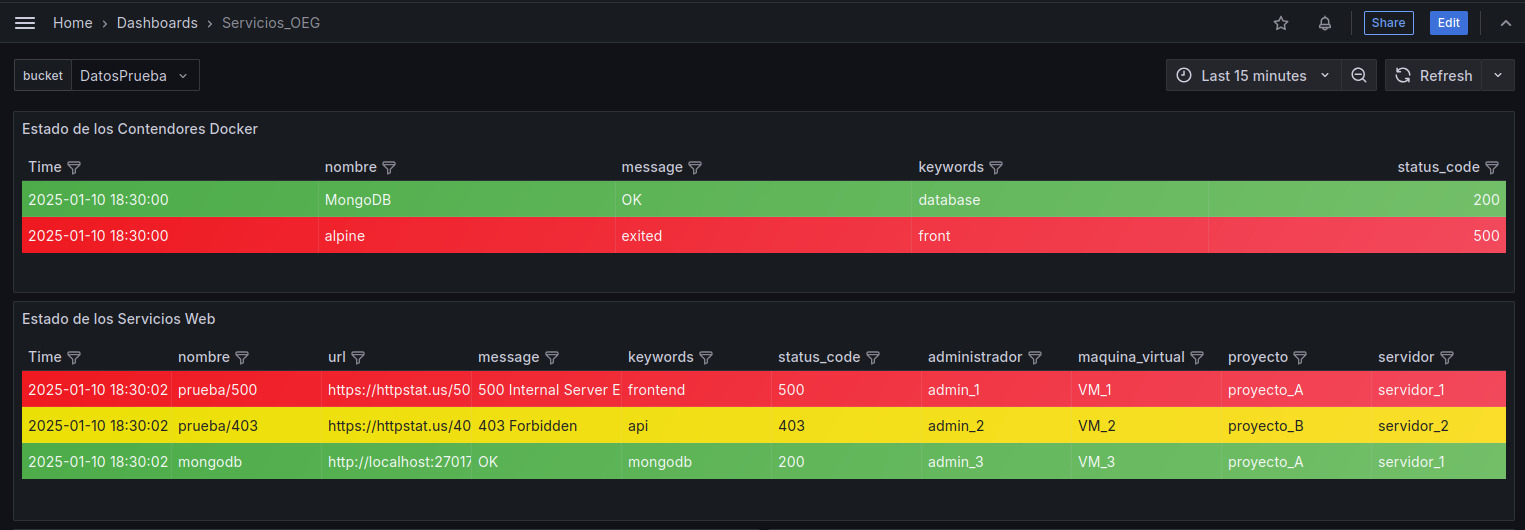 Home › Dashboards › Servicios_OEG Share Edit
bucket DatosPrueba Last 15 minutes Refresh
Estado de los Contendores Docker
Time nombre message keywords status_code
2025-01-10 18:30:00 MongoDB OK database 200
2025-01-10 18:30:00 alpine exited front 500
Estado de los Servicios Web
Time nombre url message keywords status_code administrador maquina_virtual proyecto servidor
2025-01-10 18:30:02 prueba/500 https://httpstat.us/50 500 Internal Server E frontend 500 admin_1 VM_1 proyecto_A servidor_1
2025-01-10 18:30:02 prueba/403 https://httpstat.us/40 403 Forbidden api 403 admin_2 VM_2 proyecto_B servidor_2
2025-01-10 18:30:02 mongodb http://localhost:27017 OK mongodb 200 admin_3 VM_3 proyecto_A servidor_1